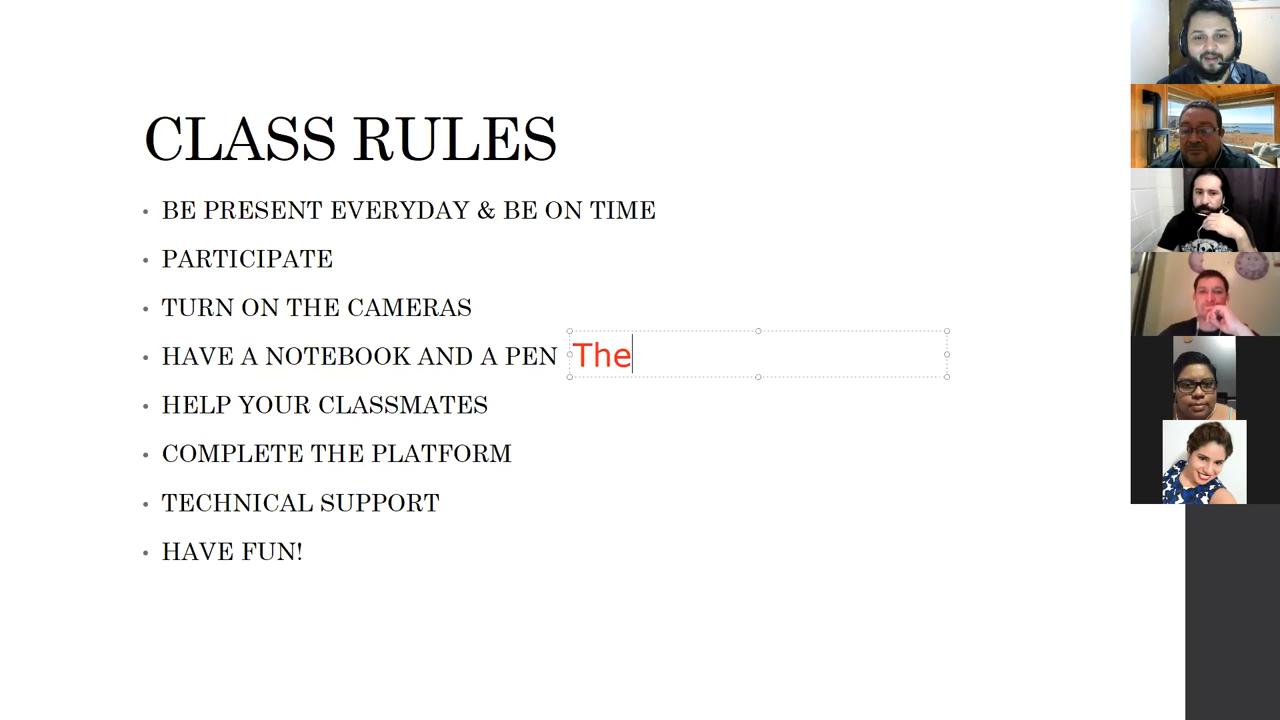 CLASS RULES
• BE PRESENT EVERYDAY & BE ON TIME
• PARTICIPATE
• TURN ON THE CAMERAS
• HAVE A NOTEBOOK AND A PEN The
• HELP YOUR CLASSMATES
• COMPLETE THE PLATFORM
• TECHNICAL SUPPORT
• HAVE FUN!